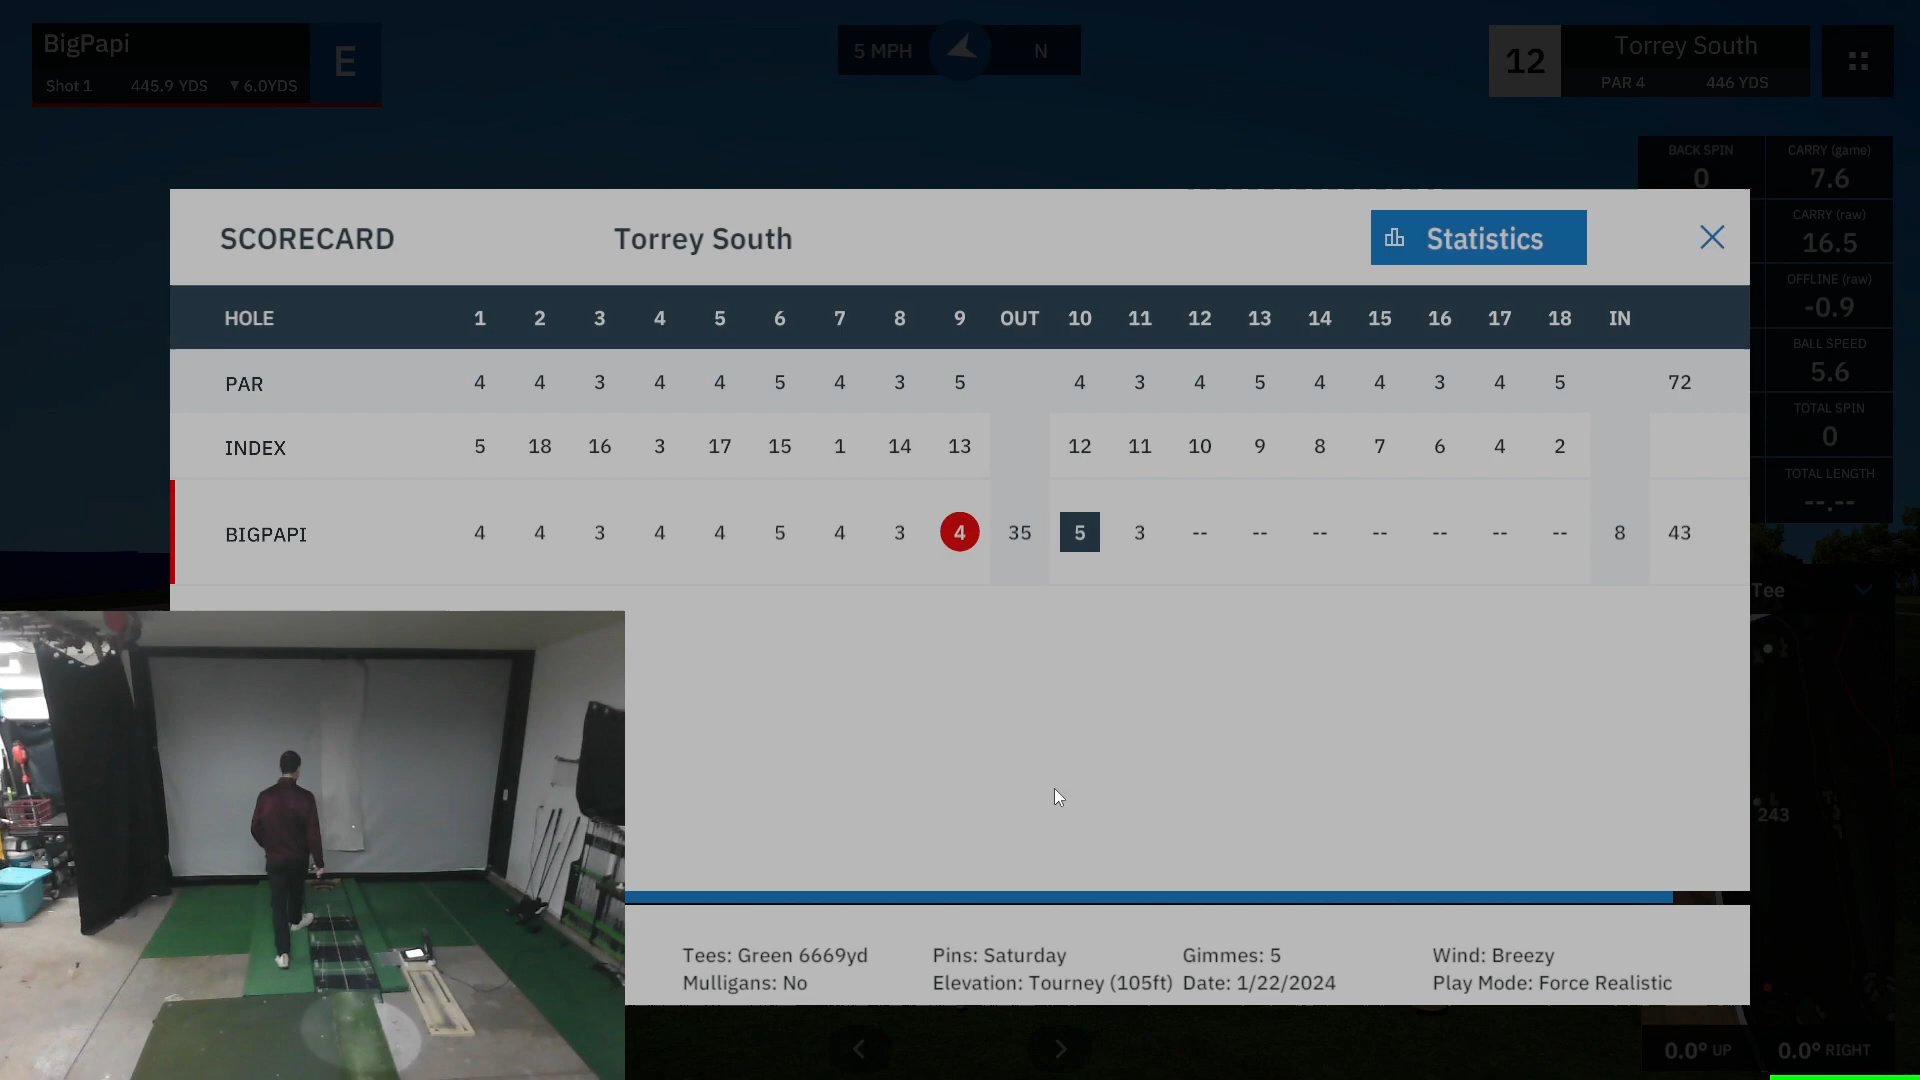 BigPapi
E
Shot 1 445.9 YDS ▼6.0YDS
5 MPH N
12
Torrey South
PAR 4 446 YDS
BACK SPIN
0
CARRY (game)
7.6
CARRY (raw)
16.5
OFFLINE (raw)
-0.9
BALL SPEED
5.6
TOTAL SPIN
0
TOTAL LENGTH
--.--
SCORECARD Torrey South Statistics
HOLE 1 2 3 4 5 6 7 8 9 OUT 10 11 12 13 14 15 16 17 18 IN
PAR 4 4 3 4 4 5 4 3 5 4 3 4 5 4 4 3 4 5 72
INDEX 5 18 16 3 17 15 1 14 13 12 11 10 9 8 7 6 4 2
BIGPAPI 4 4 3 4 4 5 4 3 4 35 5 3 -- -- -- -- -- -- -- 8 43
Tee
243
Tees: Green 6669yd Pins: Saturday Gimmes: 5 Wind: Breezy
Mulligans: No Elevation: Tourney (105ft) Date: 1/22/2024 Play Mode: Force Realistic
0.0° UP 0.0° RIGHT